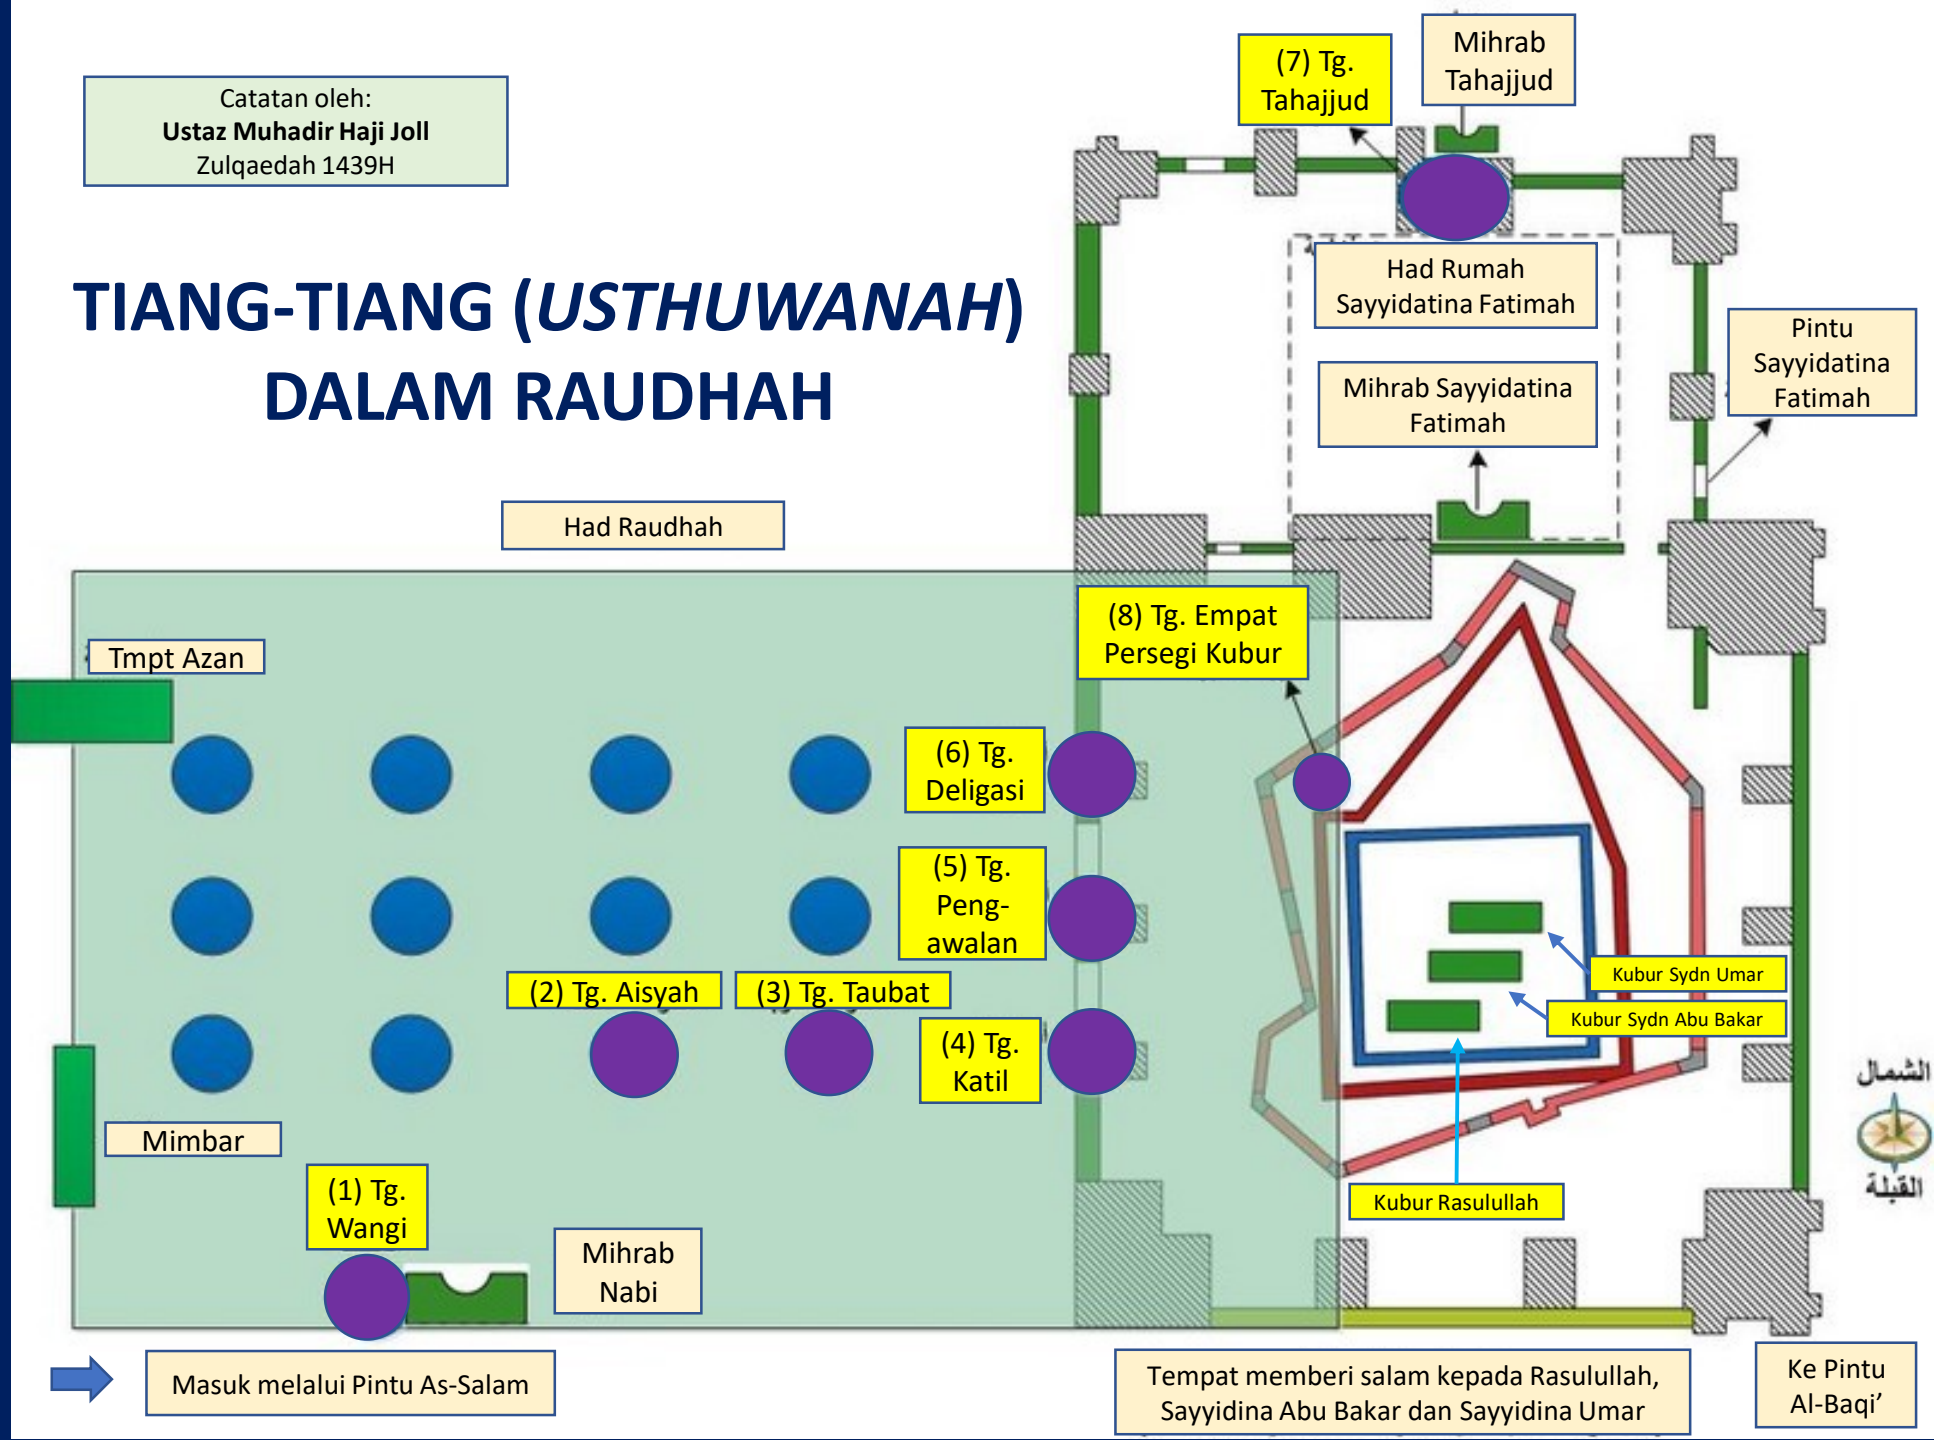 Catatan oleh:
Ustaz Muhadir Haji Joll
Zulqaedah 1439H
TIANG-TIANG (USTHUWANAH)
DALAM RAUDHAH
(7) Tg.
Tahajjud
Mihrab
Tahajjud
Had Rumah
Sayyidatina Fatimah
Pintu
Sayyidatina
Fatimah
Mihrab Sayyidatina
Fatimah
Had Raudhah
(8) Tg. Empat
Persegi Kubur
Tmpt Azan
(6) Tg.
Deligasi
(5) Tg.
Peng-
awalan
(2) Tg. Aisyah
(3) Tg. Taubat
(4) Tg.
Katil
Kubur Sydn Umar
Kubur Sydn Abu Bakar
Kubur Rasulullah
الشمال
القبلة
Mimbar
(1) Tg.
Wangi
Mihrab
Nabi
Masuk melalui Pintu As-Salam
Tempat memberi salam kepada Rasulullah,
Sayyidina Abu Bakar dan Sayyidina Umar
Ke Pintu
Al-Baqi’